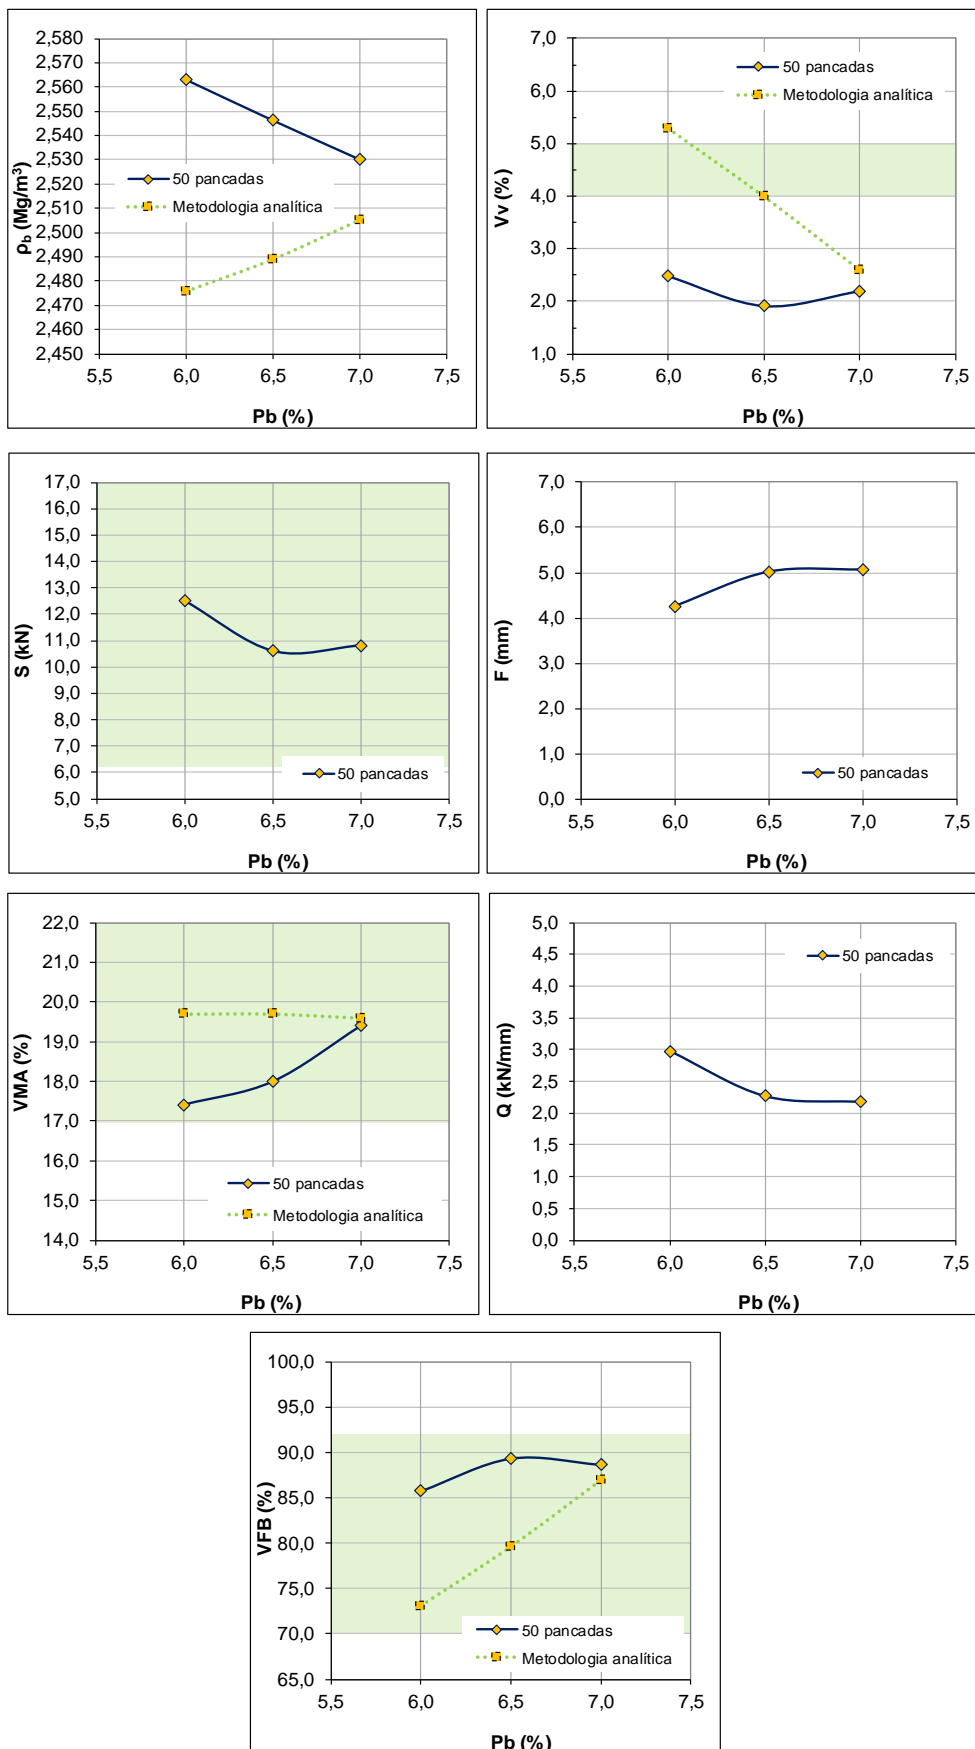 2,580
2,570
2,560
2,550
2,540
2,530
2,520
2,510
2,500
2,490
2,480
2,470
2,460
2,450
ρb (Mg/m³)
50 pancadas
Metodologia analítica
5,5 6,0 6,5 7,0 7,5
Pb (%)
7,0
6,0
5,0
4,0
3,0
2,0
1,0
Vv (%)
50 pancadas
Metodologia analítica
5,5 6,0 6,5 7,0 7,5
Pb (%)
17,0
16,0
15,0
14,0
13,0
12,0
11,0
10,0
9,0
8,0
7,0
6,0
5,0
S (kN)
50 pancadas
5,5 6,0 6,5 7,0 7,5
Pb (%)
7,0
6,0
5,0
4,0
3,0
2,0
1,0
0,0
F (mm)
50 pancadas
5,5 6,0 6,5 7,0 7,5
Pb (%)
22,0
21,0
20,0
19,0
18,0
17,0
16,0
15,0
14,0
VMA (%)
50 pancadas
Metodologia analítica
5,5 6,0 6,5 7,0 7,5
Pb (%)
5,0
4,5
4,0
3,5
3,0
2,5
2,0
1,5
1,0
0,5
0,0
Q (kN/mm)
50 pancadas
5,5 6,0 6,5 7,0 7,5
Pb (%)
100,0
95,0
90,0
85,0
80,0
75,0
70,0
65,0
VFB (%)
50 pancadas
Metodologia analítica
5,5 6,0 6,5 7,0 7,5
Pb (%)